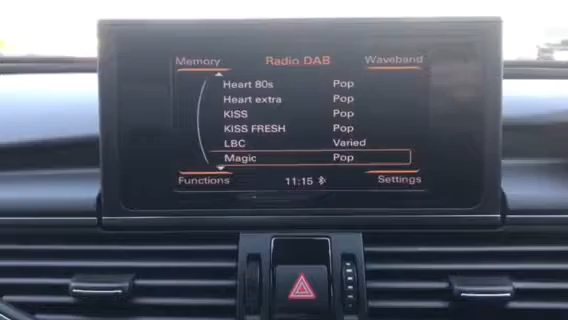 Memory Radio DAB Waveband
Heart 80s Pop
Heart extra Pop
KISS Pop
KISS FRESH Pop
LBC Varied
Magic Pop
Functions 11:15 Settings